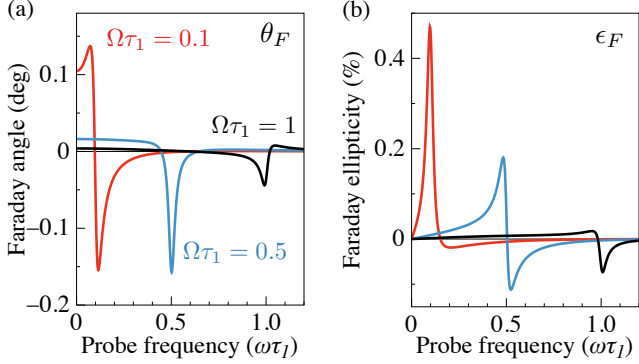 (a)
θ_F
Ωτ₁ = 0.1
Ωτ₁ = 1
Ωτ₁ = 0.5
Faraday angle (deg)
0.1
0
−0.1
−0.2
0
0.5
1.0
Probe frequency (ωτ₁)
(b)
ϵ_F
Faraday ellipticity (%)
0.4
0.2
0
0
0.5
1.0
Probe frequency (ωτ₁)